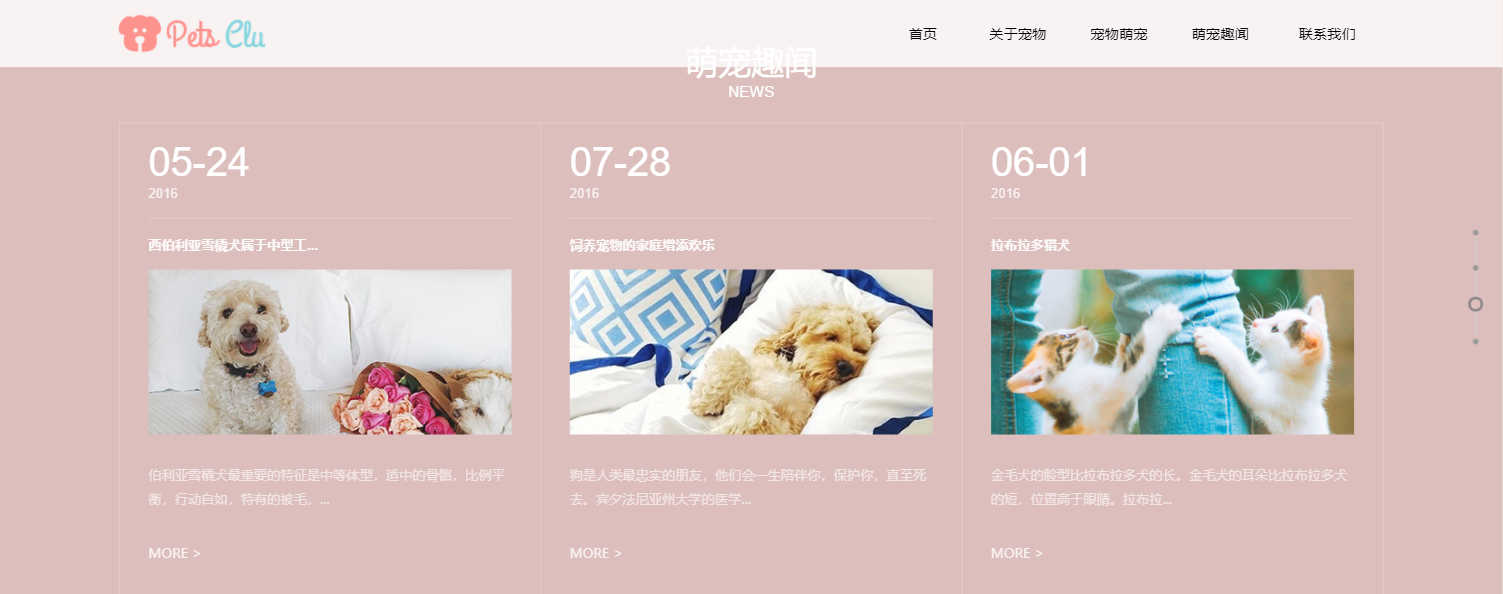 Pets Clu
首页 关于宠物 宠物萌宠 萌宠趣闻 联系我们
萌宠趣闻
NEWS
05-24
2016
西伯利亚雪橇犬属于中型工...
伯利亚雪橇犬最重要的特征是中等体型，适中的骨骼，比例平
衡，行动自如，特有的被毛，...
MORE >
07-28
2016
饲养宠物的家庭增添欢乐
狗是人类最忠实的朋友，他们会一生陪伴你，保护你，直至死
去。宾夕法尼亚州大学的医学...
MORE >
06-01
2016
拉布拉多猎犬
金毛犬的脸型比拉布拉多犬的长。金毛犬的耳朵比拉布拉多犬
的短，位置高于眼睛。拉布拉...
MORE >